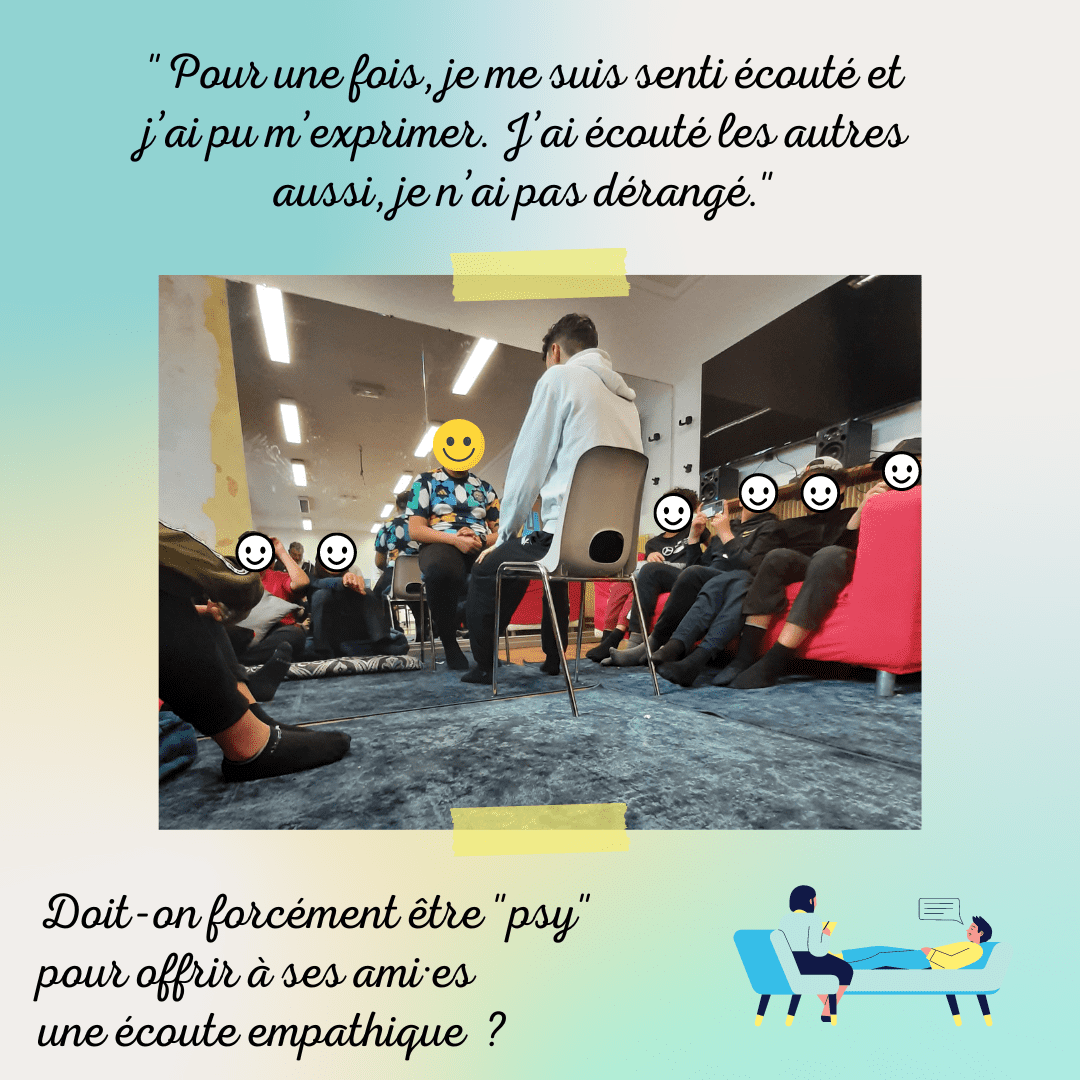 " Pour une fois, je me suis senti écouté et
j'ai pu m'exprimer. J'ai écouté les autres
aussi, je n'ai pas dérangé."
Doit-on forcément être "psy"
pour offrir à ses ami·es
une écoute empathique ?